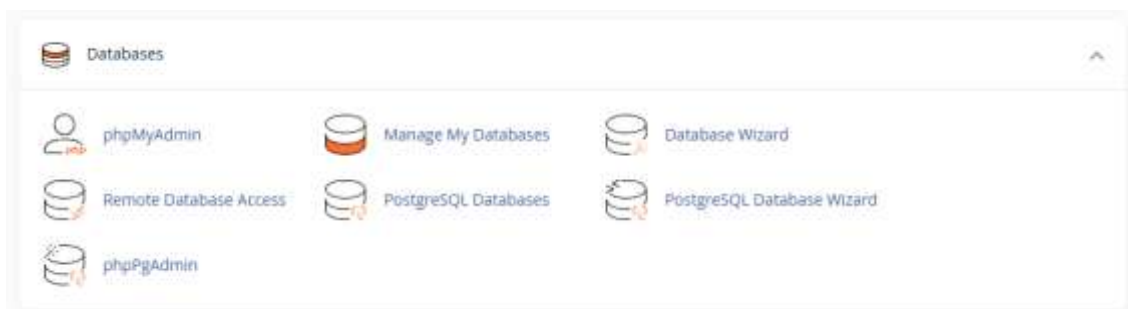 Databases
phpMyAdmin
Manage My Databases
Database Wizard
Remote Database Access
PostgreSQL Databases
PostgreSQL Database Wizard
phpPgAdmin